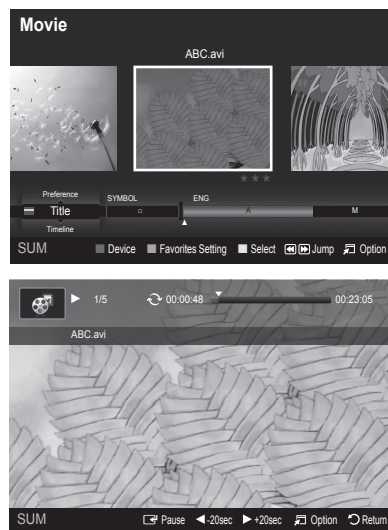 Movie
ABC.avi
★★★
Preference
SYMBOL ENG
Title A M
Timeline
SUM Device Favorites Setting Select Jump Option
1/5 00:00:48 00:23:05
ABC.avi
SUM Pause -20sec +20sec Option Return